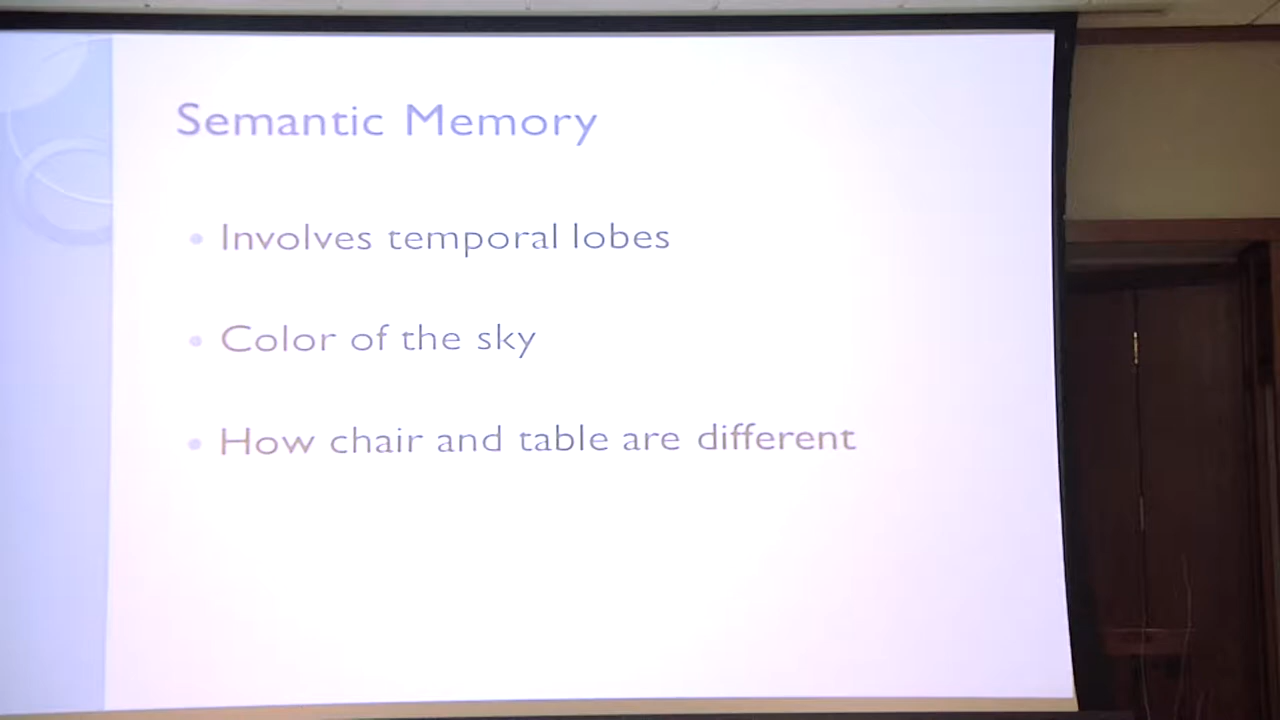 Semantic Memory
• Involves temporal lobes
• Color of the sky
• How chair and table are different